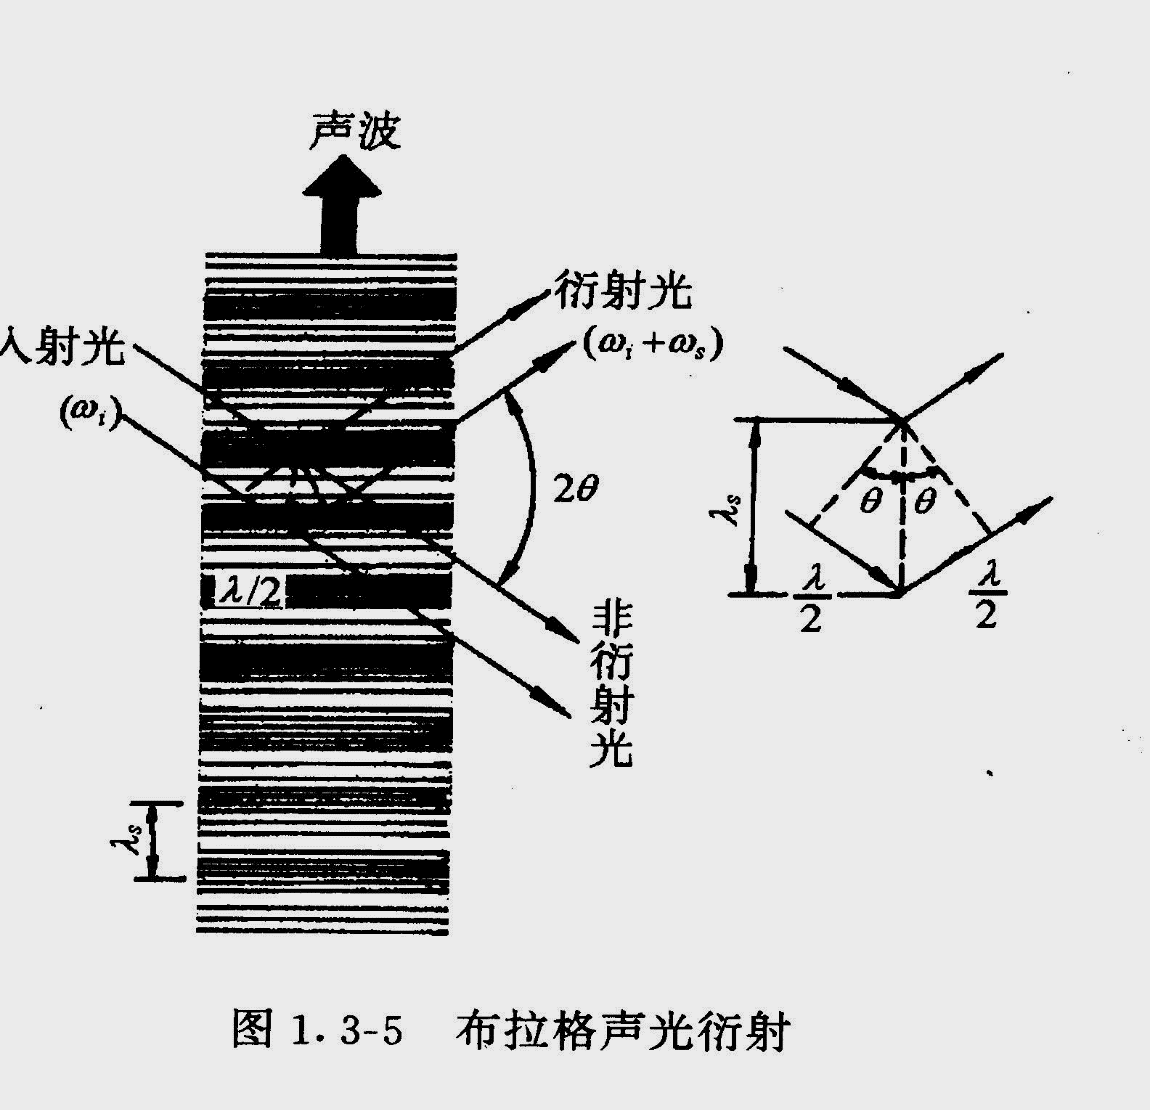 声波
衍射光
(ωi+ωs)
入射光
(ωi)
2θ
λ/2
非衍射光
λs
λs
θ θ
λ/2
λ/2
图 1.3-5 布拉格声光衍射